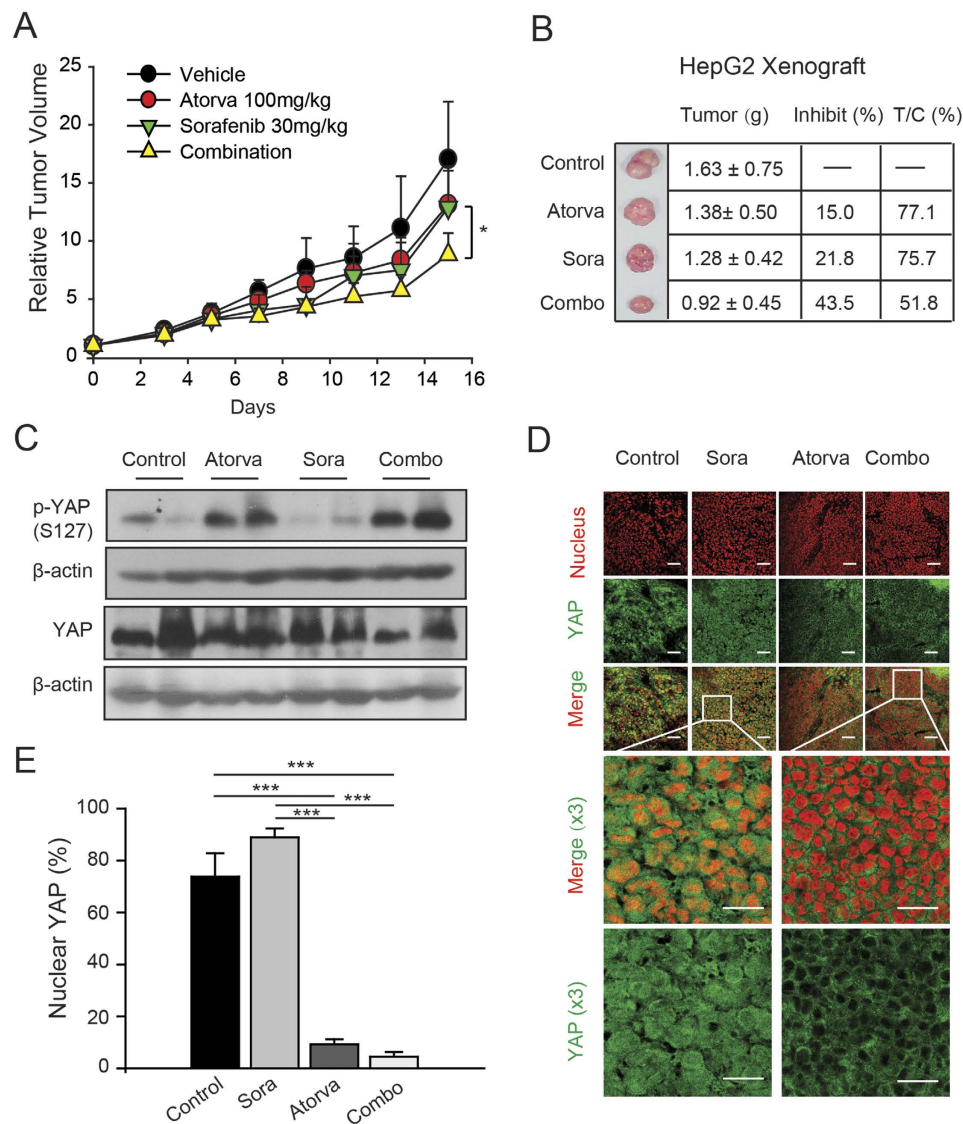 A
25
20
15
10
5
0
Relative Tumor Volume
Vehicle
Atorva 100mg/kg
Sorafenib 30mg/kg
Combination
*
0 2 4 6 8 10 12 14 16
Days
B
HepG2 Xenograft
Tumor (g) Inhibit (%) T/C (%)
Control 1.63 ± 0.75 — —
Atorva 1.38± 0.50 15.0 77.1
Sora 1.28 ± 0.42 21.8 75.7
Combo 0.92 ± 0.45 43.5 51.8
C
Control Atorva Sora Combo
p-YAP
(S127)
β-actin
YAP
β-actin
D
Control Sora Atorva Combo
Nucleus
YAP
Merge
Merge (x3)
YAP (x3)
E
***
*** ***
***
100
80
60
40
20
0
Nuclear YAP (%)
Control Sora Atorva Combo